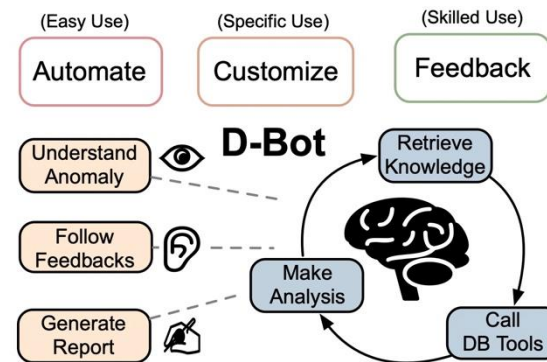 (Easy Use)
(Specific Use)
(Skilled Use)
Automate
Customize
Feedback
Understand
Anomaly
D-Bot
Retrieve
Knowledge
Follow
Feedbacks
Make
Analysis
Generate
Report
Call
DB Tools